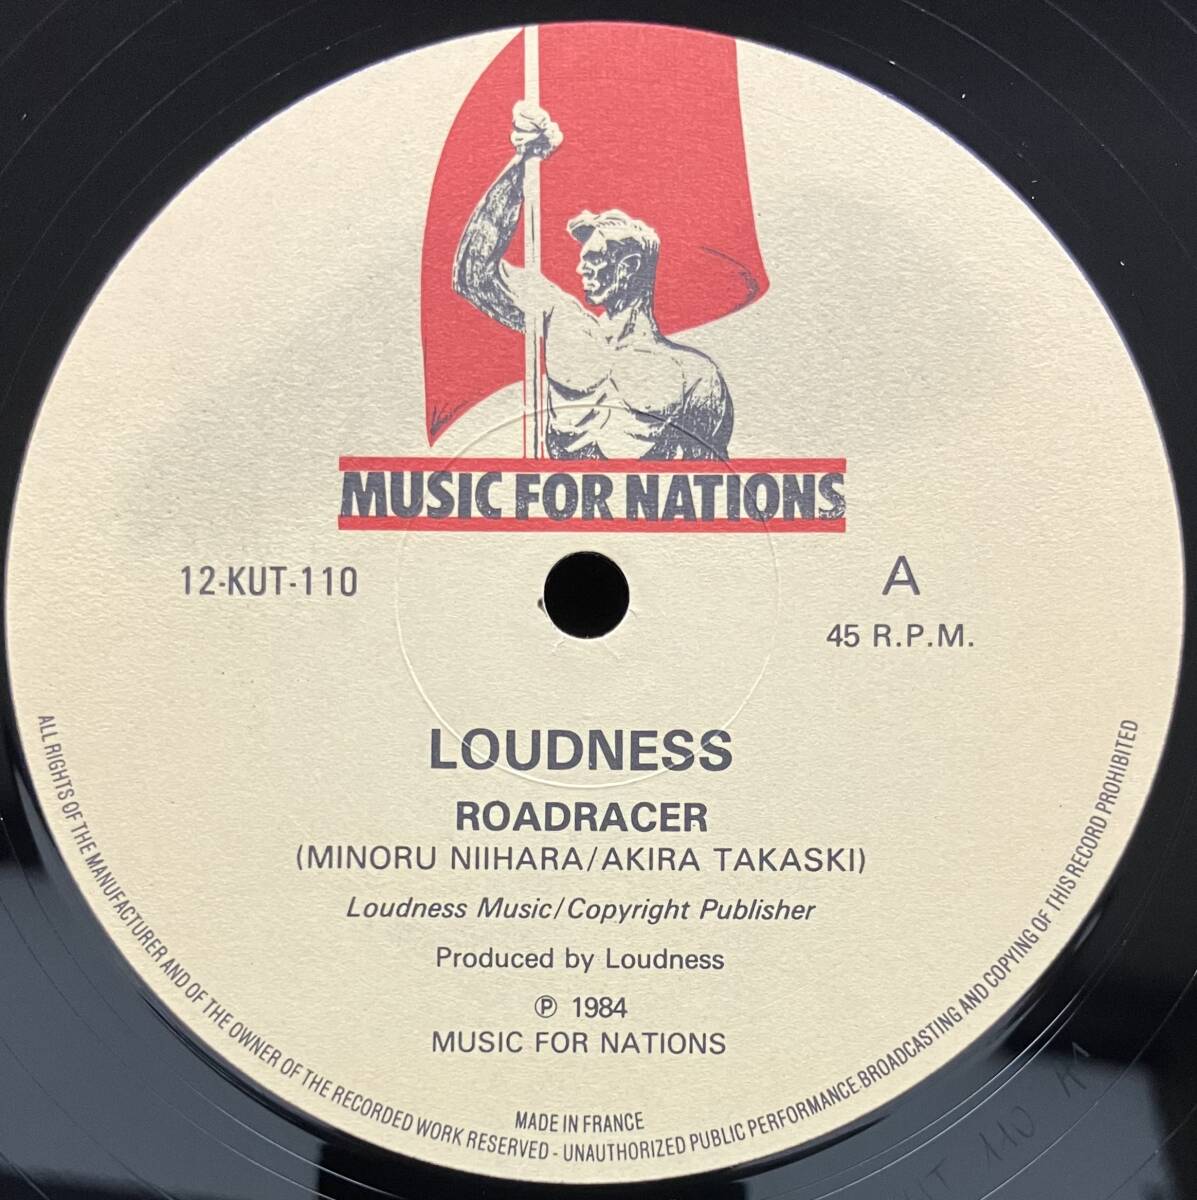 MUSIC FOR NATIONS
12-KUT-110
A
45 R.P.M.
LOUDNESS
ROADRACER
(MINORU NIIHARA/AKIRA TAKASKI)
Loudness Music/Copyright Publisher
Produced by Loudness
℗ 1984
MUSIC FOR NATIONS
MADE IN FRANCE
ALL RIGHTS OF THE MANUFACTURER AND OF THE OWNER OF THE RECORDED WORK RESERVED - UNAUTHORIZED PUBLIC PERFORMANCE.BROADCASTING AND COPYING OF THIS RECORD PROHIBITED
110 A